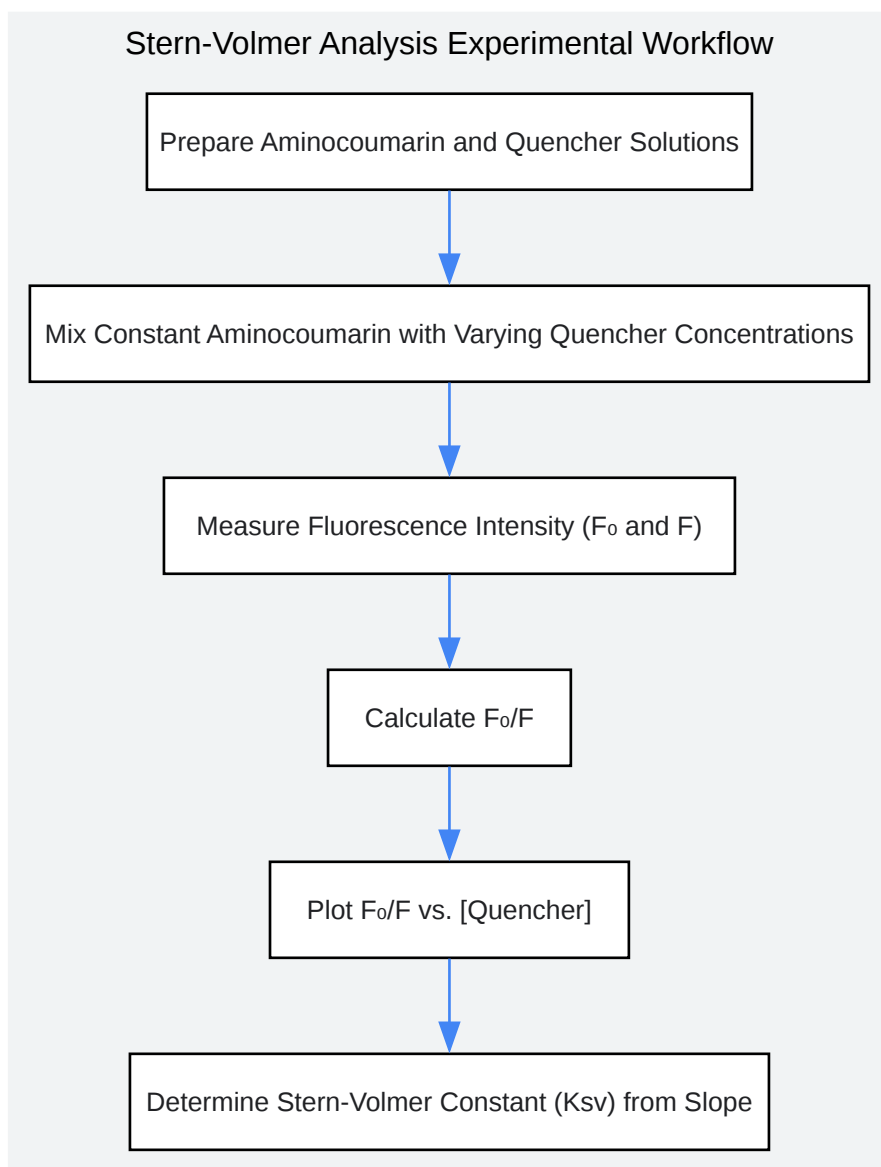 Stern-Volmer Analysis Experimental Workflow
Prepare Aminocoumarin and Quencher Solutions
Mix Constant Aminocoumarin with Varying Quencher Concentrations
Measure Fluorescence Intensity (F₀ and F)
Calculate F₀/F
Plot F₀/F vs. [Quencher]
Determine Stern-Volmer Constant (Ksv) from Slope